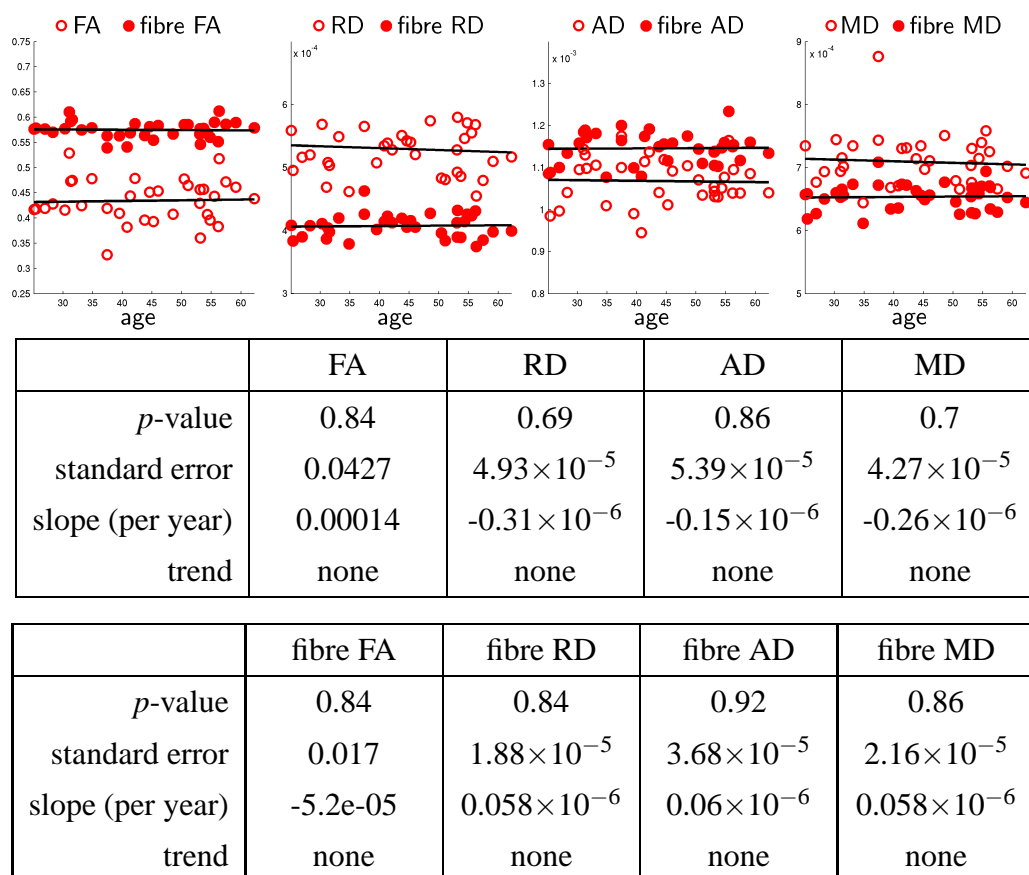 FA fibre FA
RD fibre RD
AD fibre AD
MD fibre MD
0.75
0.65
0.55
0.45
0.35
0.25
30 35 40 45 50 55 60
age
x 10⁻⁴
6
5
4
3
30 35 40 45 50 55 60
age
x 10⁻³
1.3
1.2
1.1
1.0
0.9
0.8
30 35 40 45 50 55 60
age
x 10⁻⁴
9
8
7
6
5
30 35 40 45 50 55 60
age
FA RD AD MD
p-value 0.84 0.69 0.86 0.7
standard error 0.0427 4.93×10⁻⁵ 5.39×10⁻⁵ 4.27×10⁻⁵
slope (per year) 0.00014 -0.31×10⁻⁶ -0.15×10⁻⁶ -0.26×10⁻⁶
trend none none none none
fibre FA fibre RD fibre AD fibre MD
p-value 0.84 0.84 0.92 0.86
standard error 0.017 1.88×10⁻⁵ 3.68×10⁻⁵ 2.16×10⁻⁵
slope (per year) -5.2e-05 0.058×10⁻⁶ 0.06×10⁻⁶ 0.058×10⁻⁶
trend none none none none